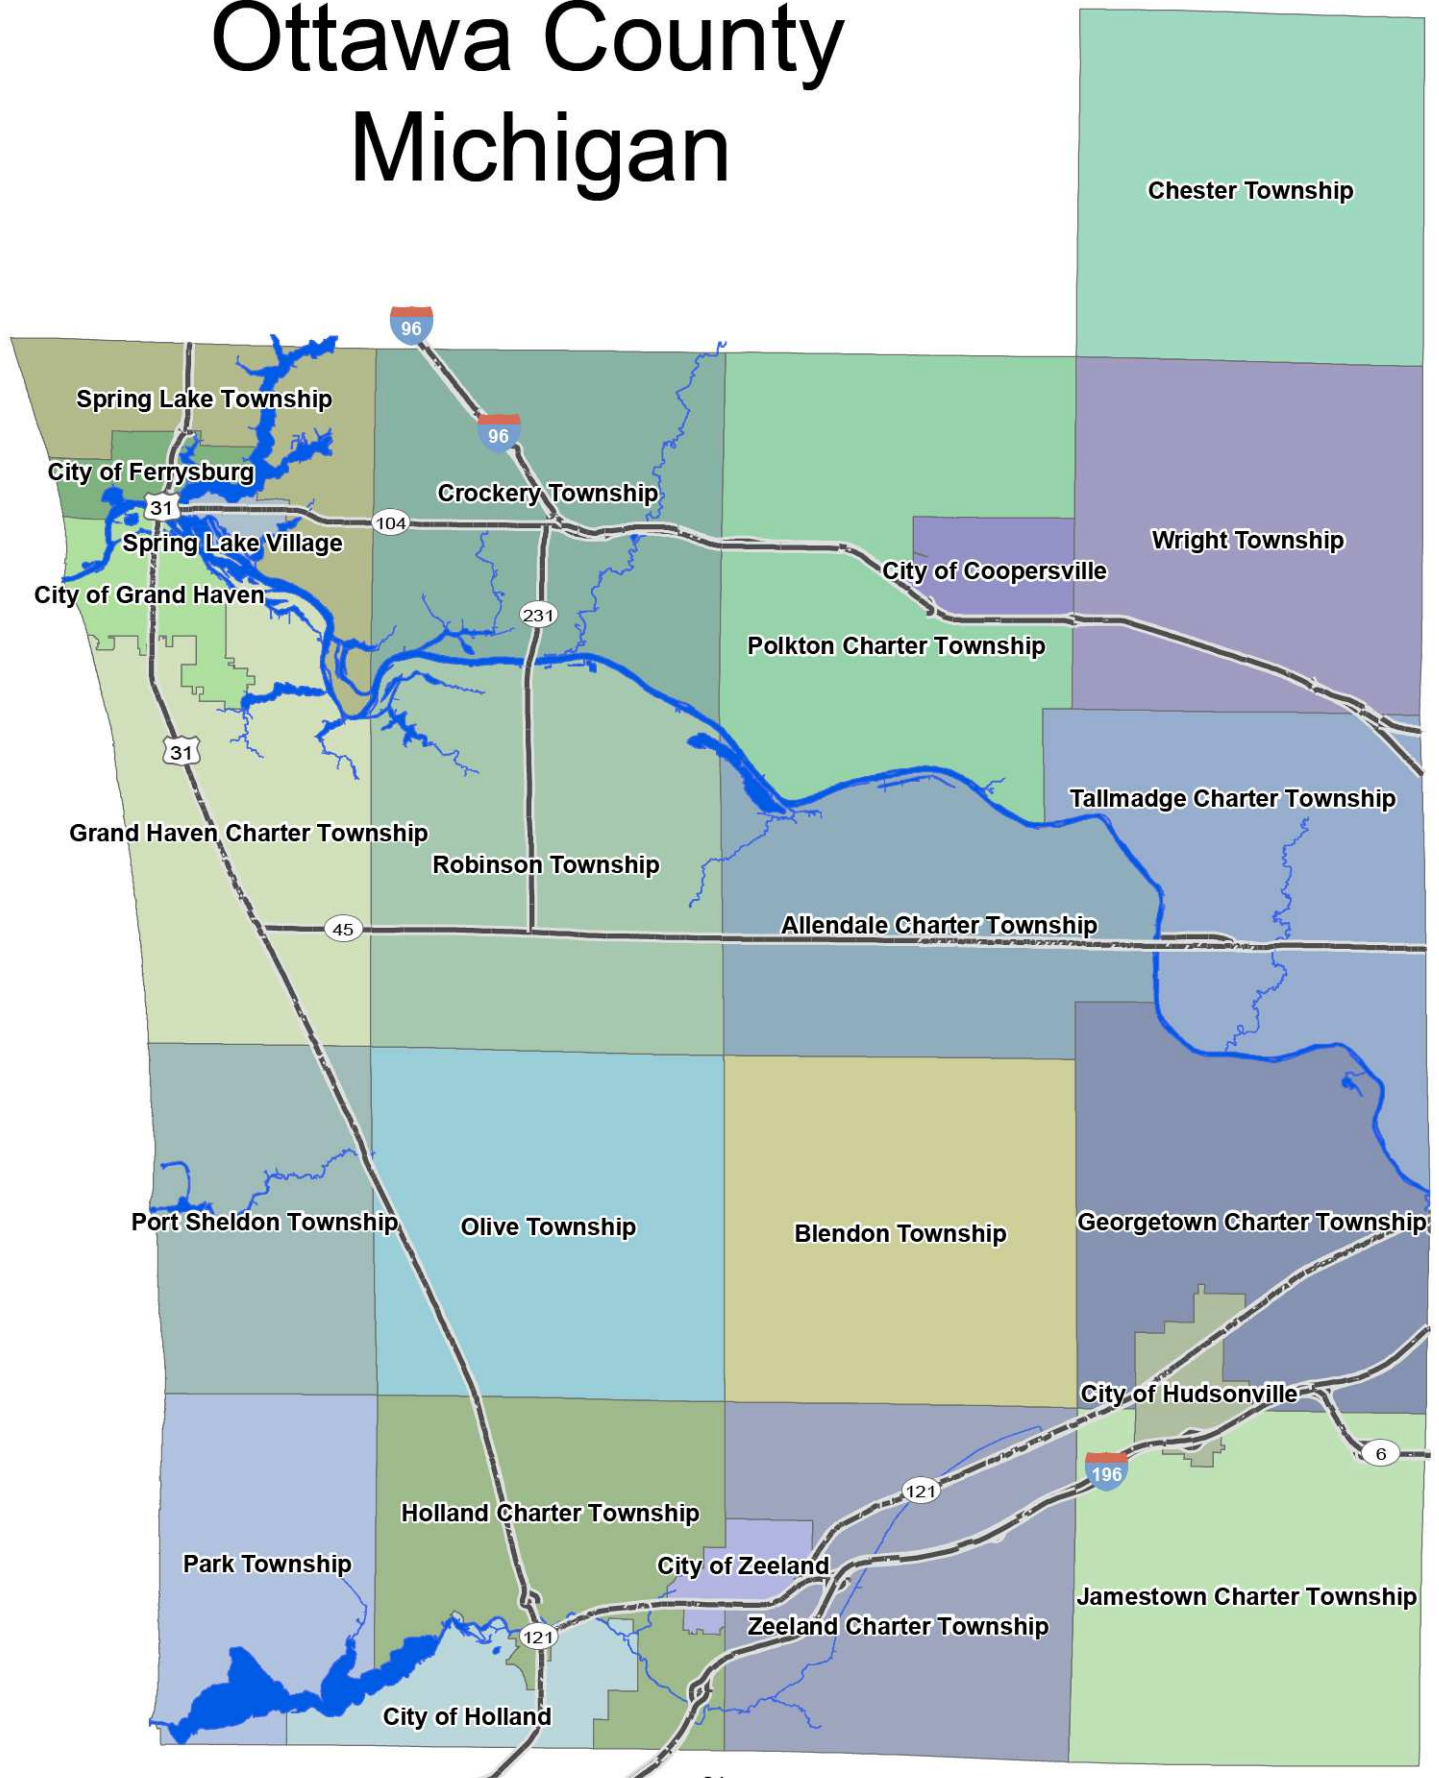 Ottawa County
Michigan
Chester Township
96
Spring Lake Township
96
City of Ferrysburg
Crockery Township
31
104
Spring Lake Village
Wright Township
City of Coopersville
City of Grand Haven
231
Polkton Charter Township
31
Tallmadge Charter Township
Grand Haven Charter Township
Robinson Township
45
Allendale Charter Township
Port Sheldon Township
Olive Township
Blendon Township
Georgetown Charter Township
City of Hudsonville
6
196
121
Holland Charter Township
Park Township
City of Zeeland
Jamestown Charter Township
Zeeland Charter Township
121
City of Holland